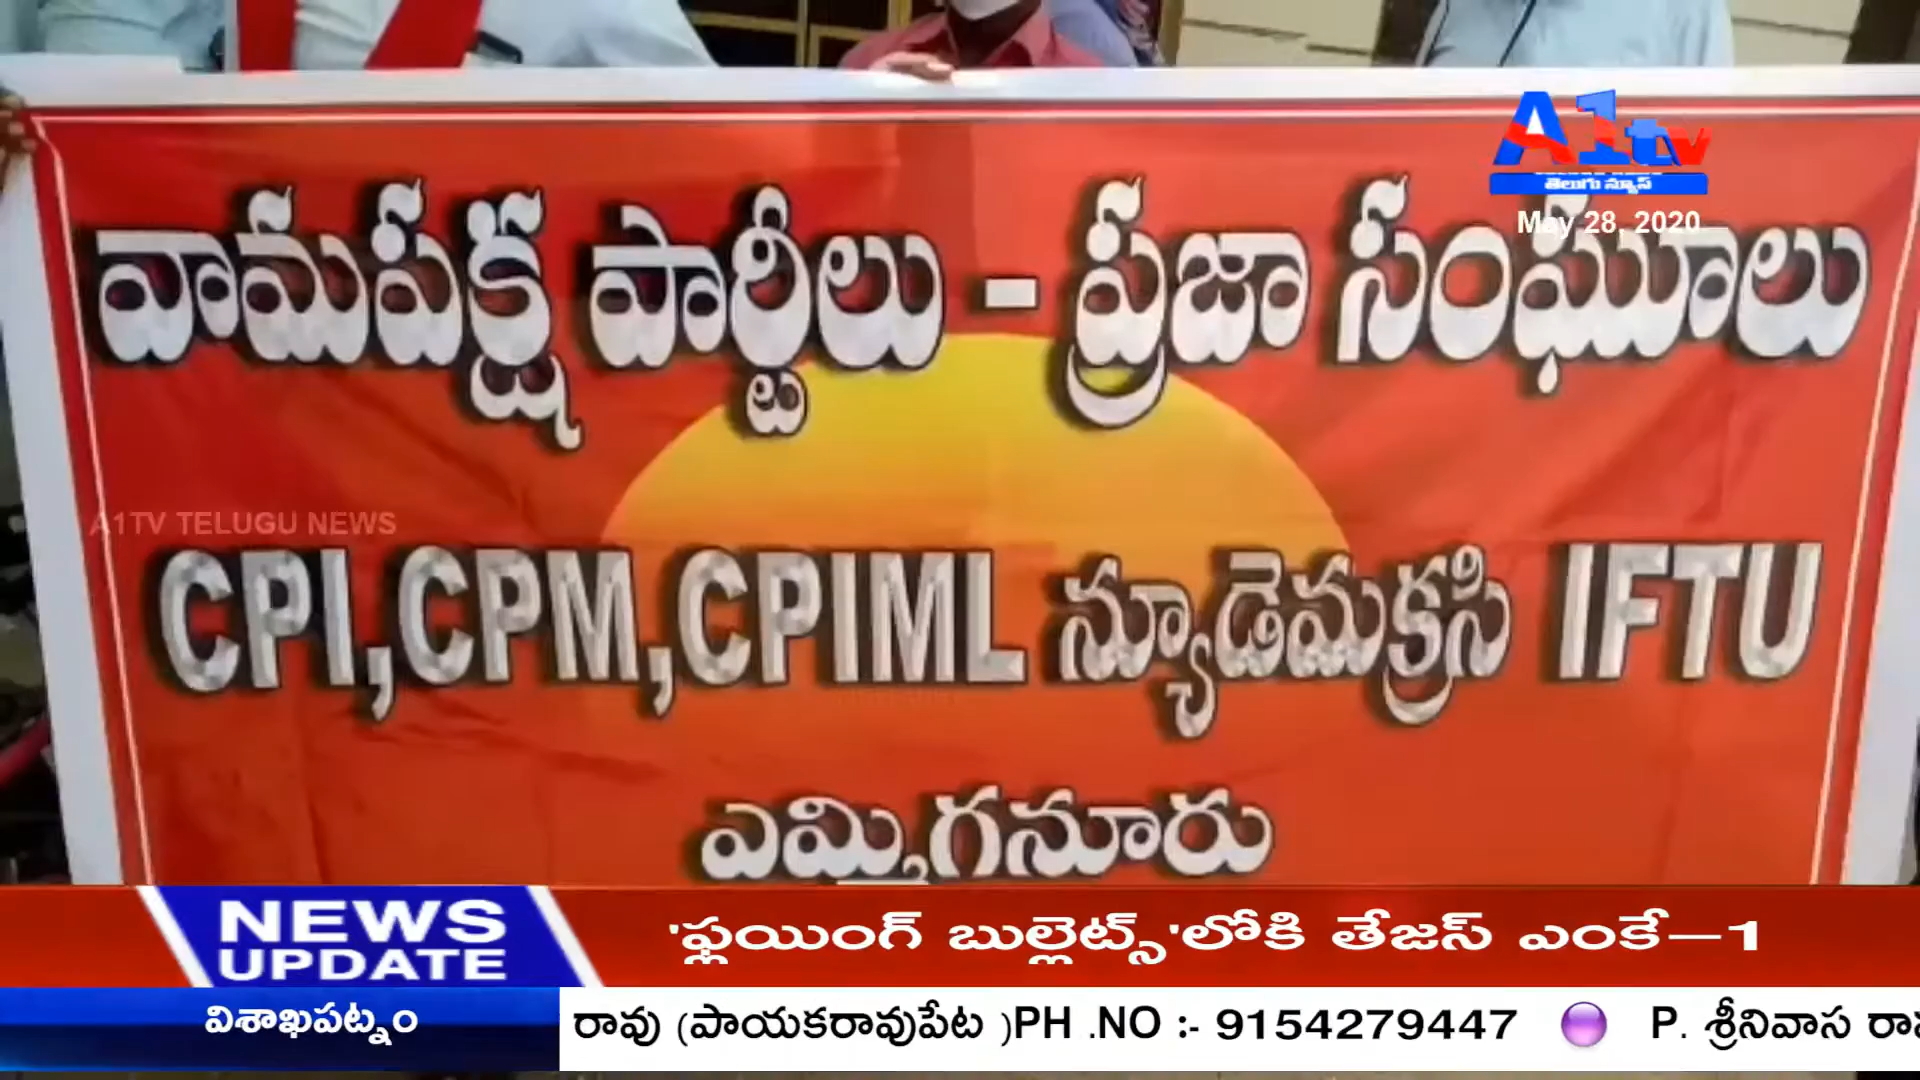 A1tv
తెలుగు న్యూస్
May 28, 2020
వామపక్ష పార్టీలు - ప్రజా సంఘాలు
A1TV TELUGU NEWS
CPI,CPM,CPIML న్యూడెమక్రసి IFTU
ఎమ్మిగనూరు
NEWS UPDATE
'ఫ్లయింగ్ బుల్లెట్స్'లోకి తేజస్ ఎంకే–1
విశాఖపట్నం
రావు (పాయకరావుపేట )PH .NO :- 9154279447 P. శ్రీనివాస